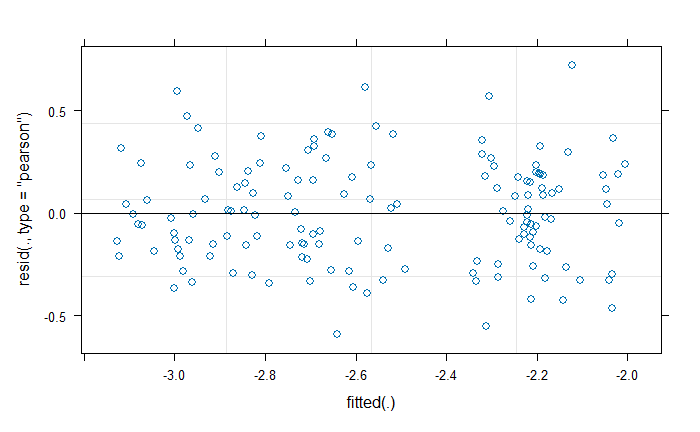 resid(., type = "pearson")
0.5
0.0
-0.5
-3.0 -2.8 -2.6 -2.4 -2.2 -2.0
fitted(.)